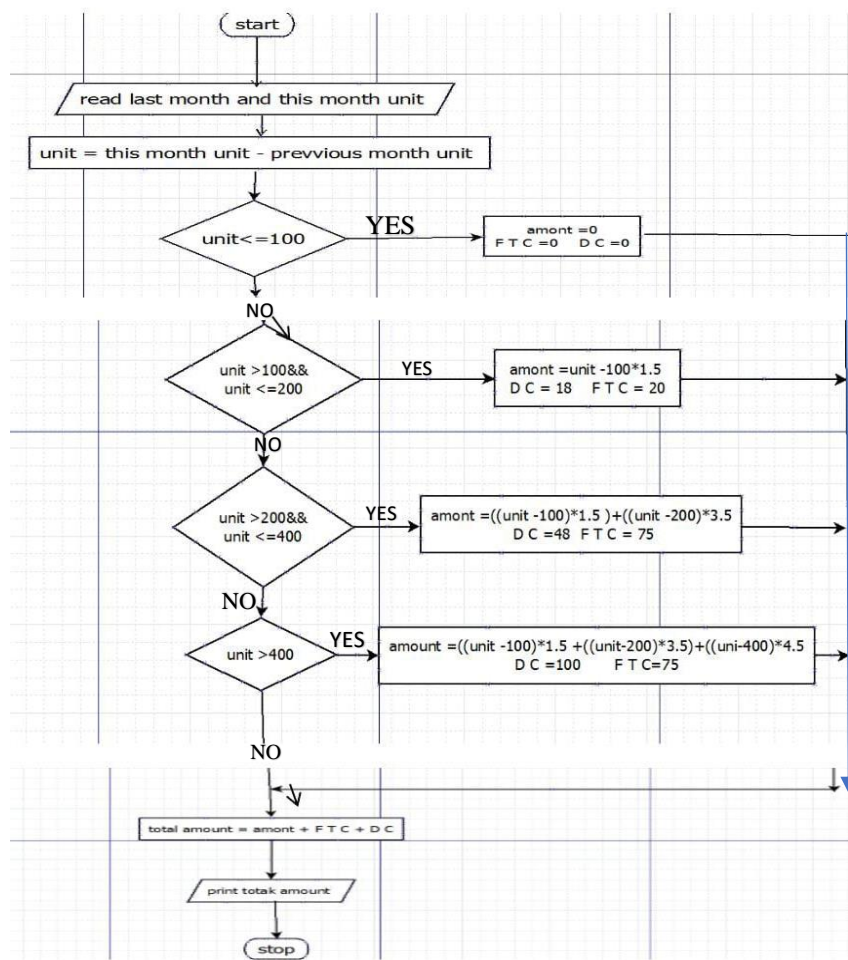 start
read last month and this month unit
unit = this month unit - prevvious month unit
unit<=100
YES
amont =0
F T C =0 D C =0
NO
unit >100&&
unit <=200
YES
amont =unit -100*1.5
D C = 18 F T C = 20
NO
unit >200&&
unit <=400
YES
amont =((unit -100)*1.5 )+((unit -200)*3.5
D C =48 F T C = 75
NO
unit >400
YES
amount =((unit -100)*1.5 +((unit-200)*3.5)+((uni-400)*4.5
D C =100 F T C=75
NO
total amount = amont + F T C + D C
print totak amount
stop